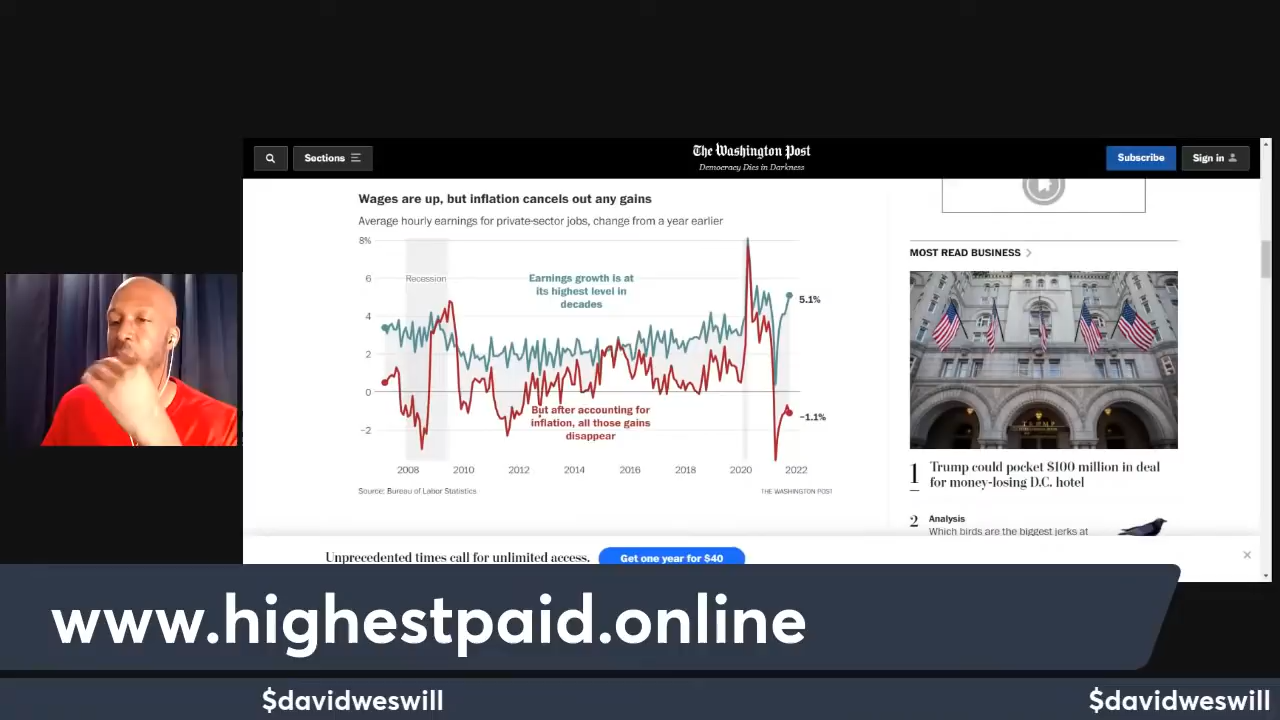 Sections
The Washington Post
Democracy Dies in Darkness
Subscribe
Sign in
Wages are up, but inflation cancels out any gains
Average hourly earnings for private-sector jobs, change from a year earlier
8%
6
4
2
0
-2
Recession
Earnings growth is at
its highest level in
decades
5.1%
But after accounting for
inflation, all those gains
disappear
-1.1%
2008 2010 2012 2014 2016 2018 2020 2022
Source: Bureau of Labor Statistics
THE WASHINGTON POST
MOST READ BUSINESS
TRUMP
1 Trump could pocket $100 million in deal
for money-losing D.C. hotel
2 Analysis
Which birds are the biggest jerks at
Unprecedented times call for unlimited access.
Get one year for $40
www.highestpaid.online
$davidweswill
$davidweswill